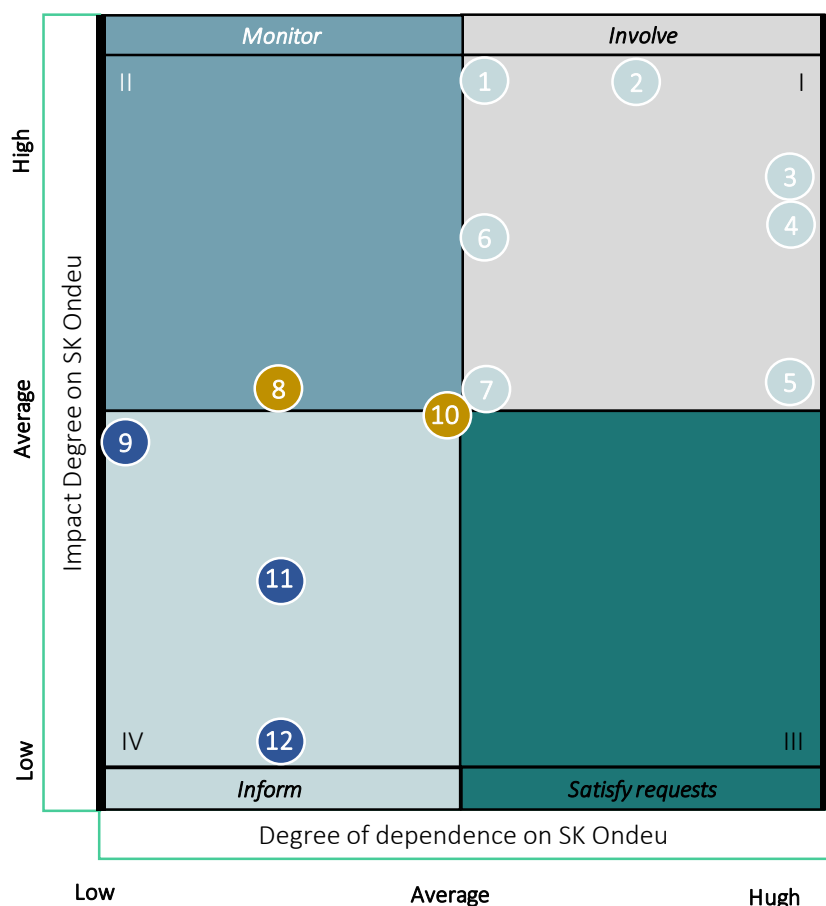 Monitor
Involve
II
1
2
I
High
3
4
6
Impact Degree on SK Ondeu
8
7
5
Average
10
9
11
IV
12
III
Low
Inform
Satisfy requests
Degree of dependence on SK Ondeu
Low
Average
Hugh